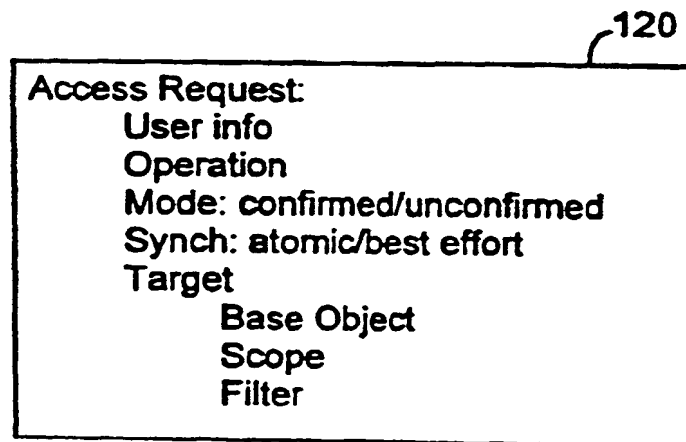 120
Access Request:
User info
Operation
Mode: confirmed/unconfirmed
Synch: atomic/best effort
Target
Base Object
Scope
Filter